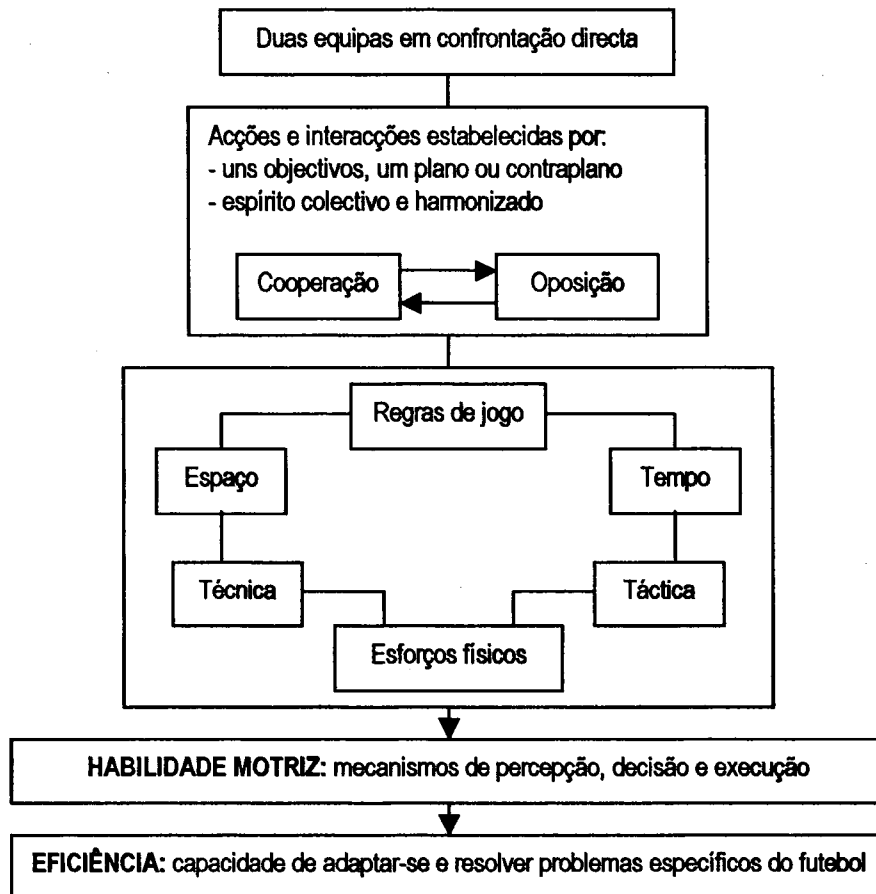 Duas equipas em confrontação directa
Acções e interacções estabelecidas por:
- uns objectivos, um plano ou contraplano
- espírito colectivo e harmonizado
Cooperação
Oposição
Regras de jogo
Espaço
Tempo
Técnica
Táctica
Esforços físicos
HABILIDADE MOTRIZ: mecanismos de percepção, decisão e execução
EFICIÊNCIA: capacidade de adaptar-se e resolver problemas específicos do futebol